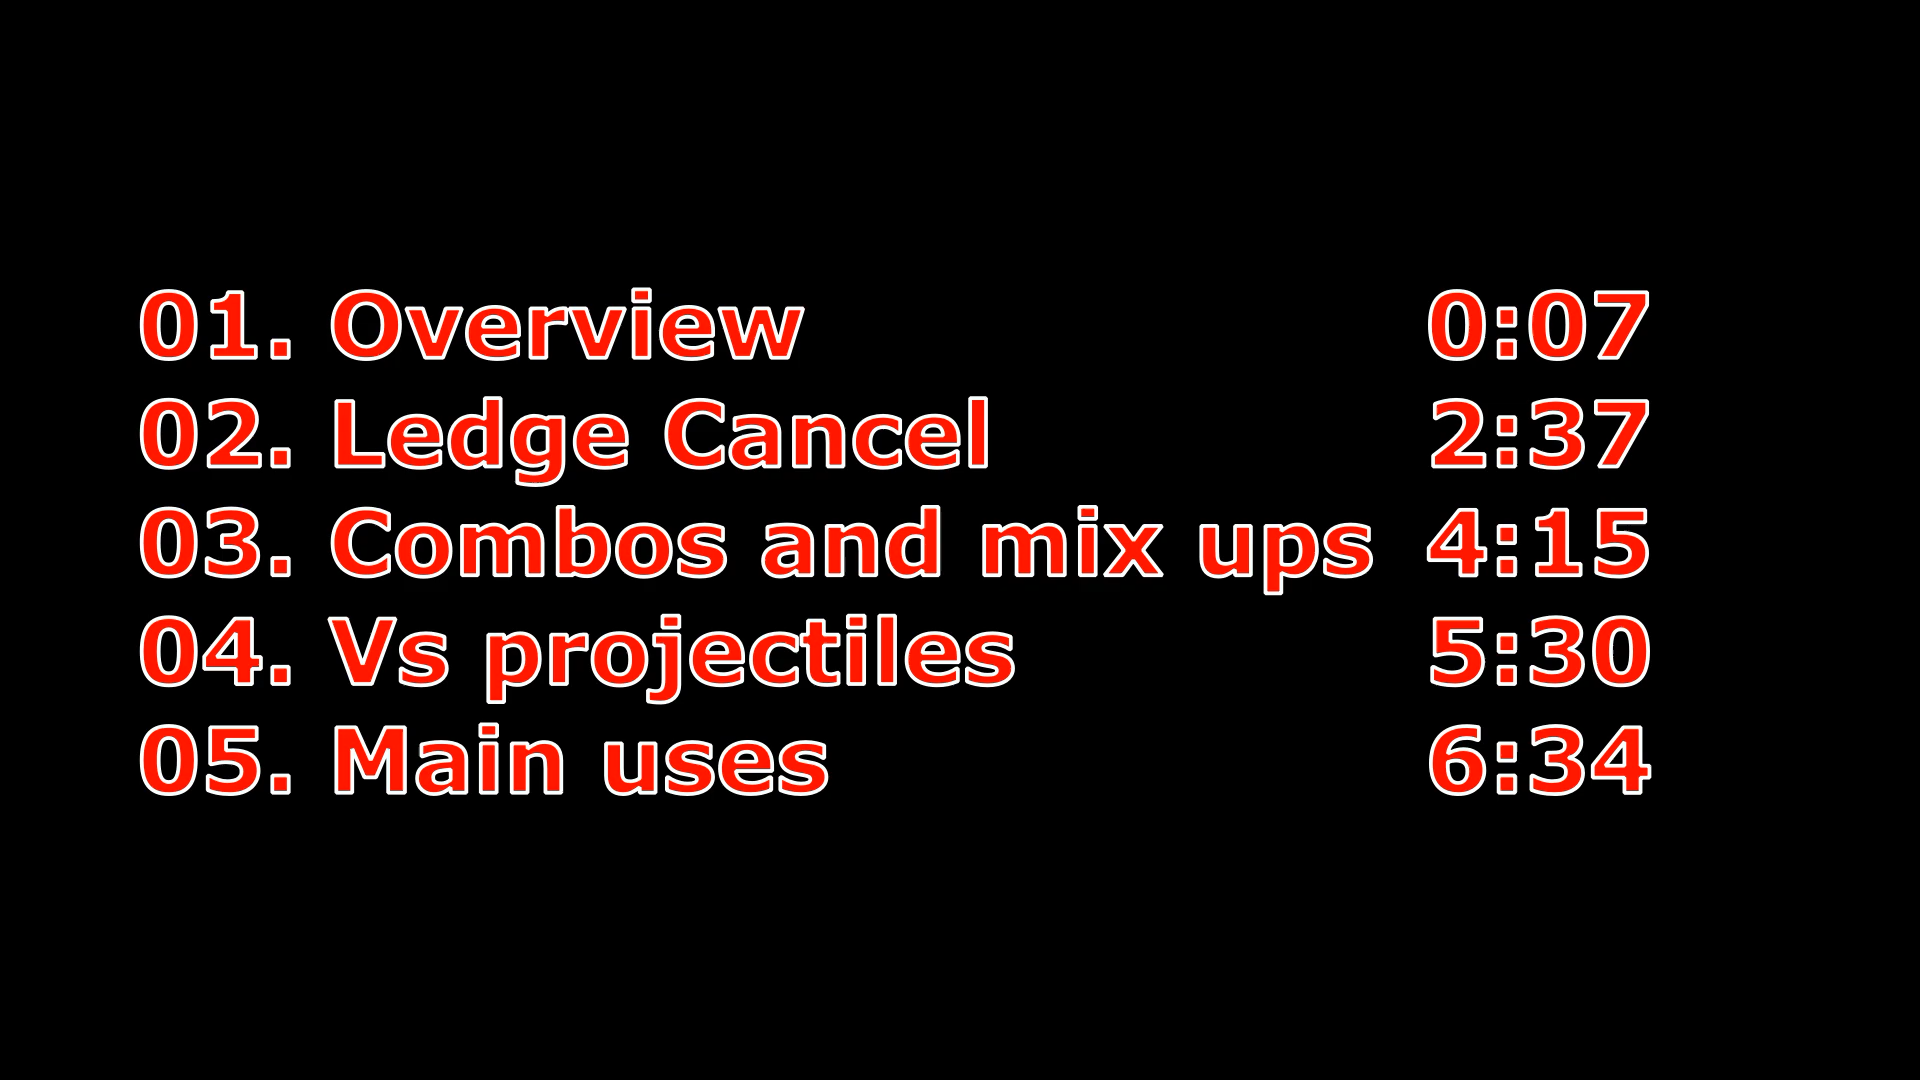 01. Overview 0:07
02. Ledge Cancel 2:37
03. Combos and mix ups 4:15
04. Vs projectiles 5:30
05. Main uses 6:34